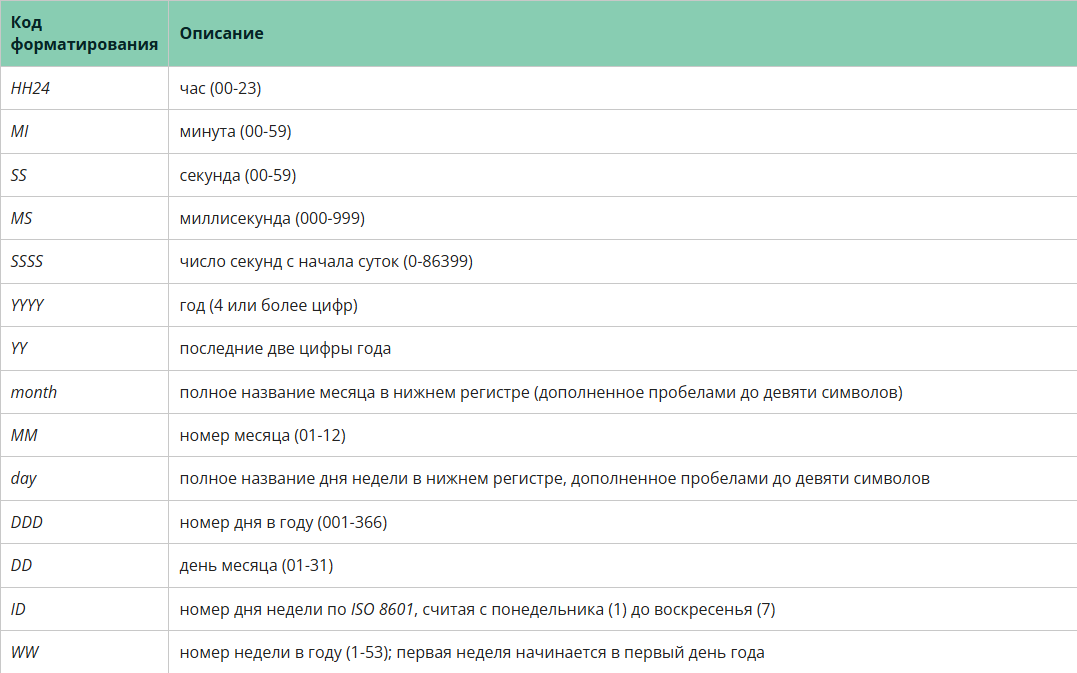 Код
форматирования
Описание
HH24
час (00-23)
MI
минута (00-59)
SS
секунда (00-59)
MS
миллисекунда (000-999)
SSSS
число секунд с начала суток (0-86399)
YYYY
год (4 или более цифр)
YY
последние две цифры года
month
полное название месяца в нижнем регистре (дополненное пробелами до девяти символов)
MM
номер месяца (01-12)
day
полное название дня недели в нижнем регистре, дополненное пробелами до девяти символов
DDD
номер дня в году (001-366)
DD
день месяца (01-31)
ID
номер дня недели по ISO 8601, считая с понедельника (1) до воскресенья (7)
WW
номер недели в году (1-53); первая неделя начинается в первый день года